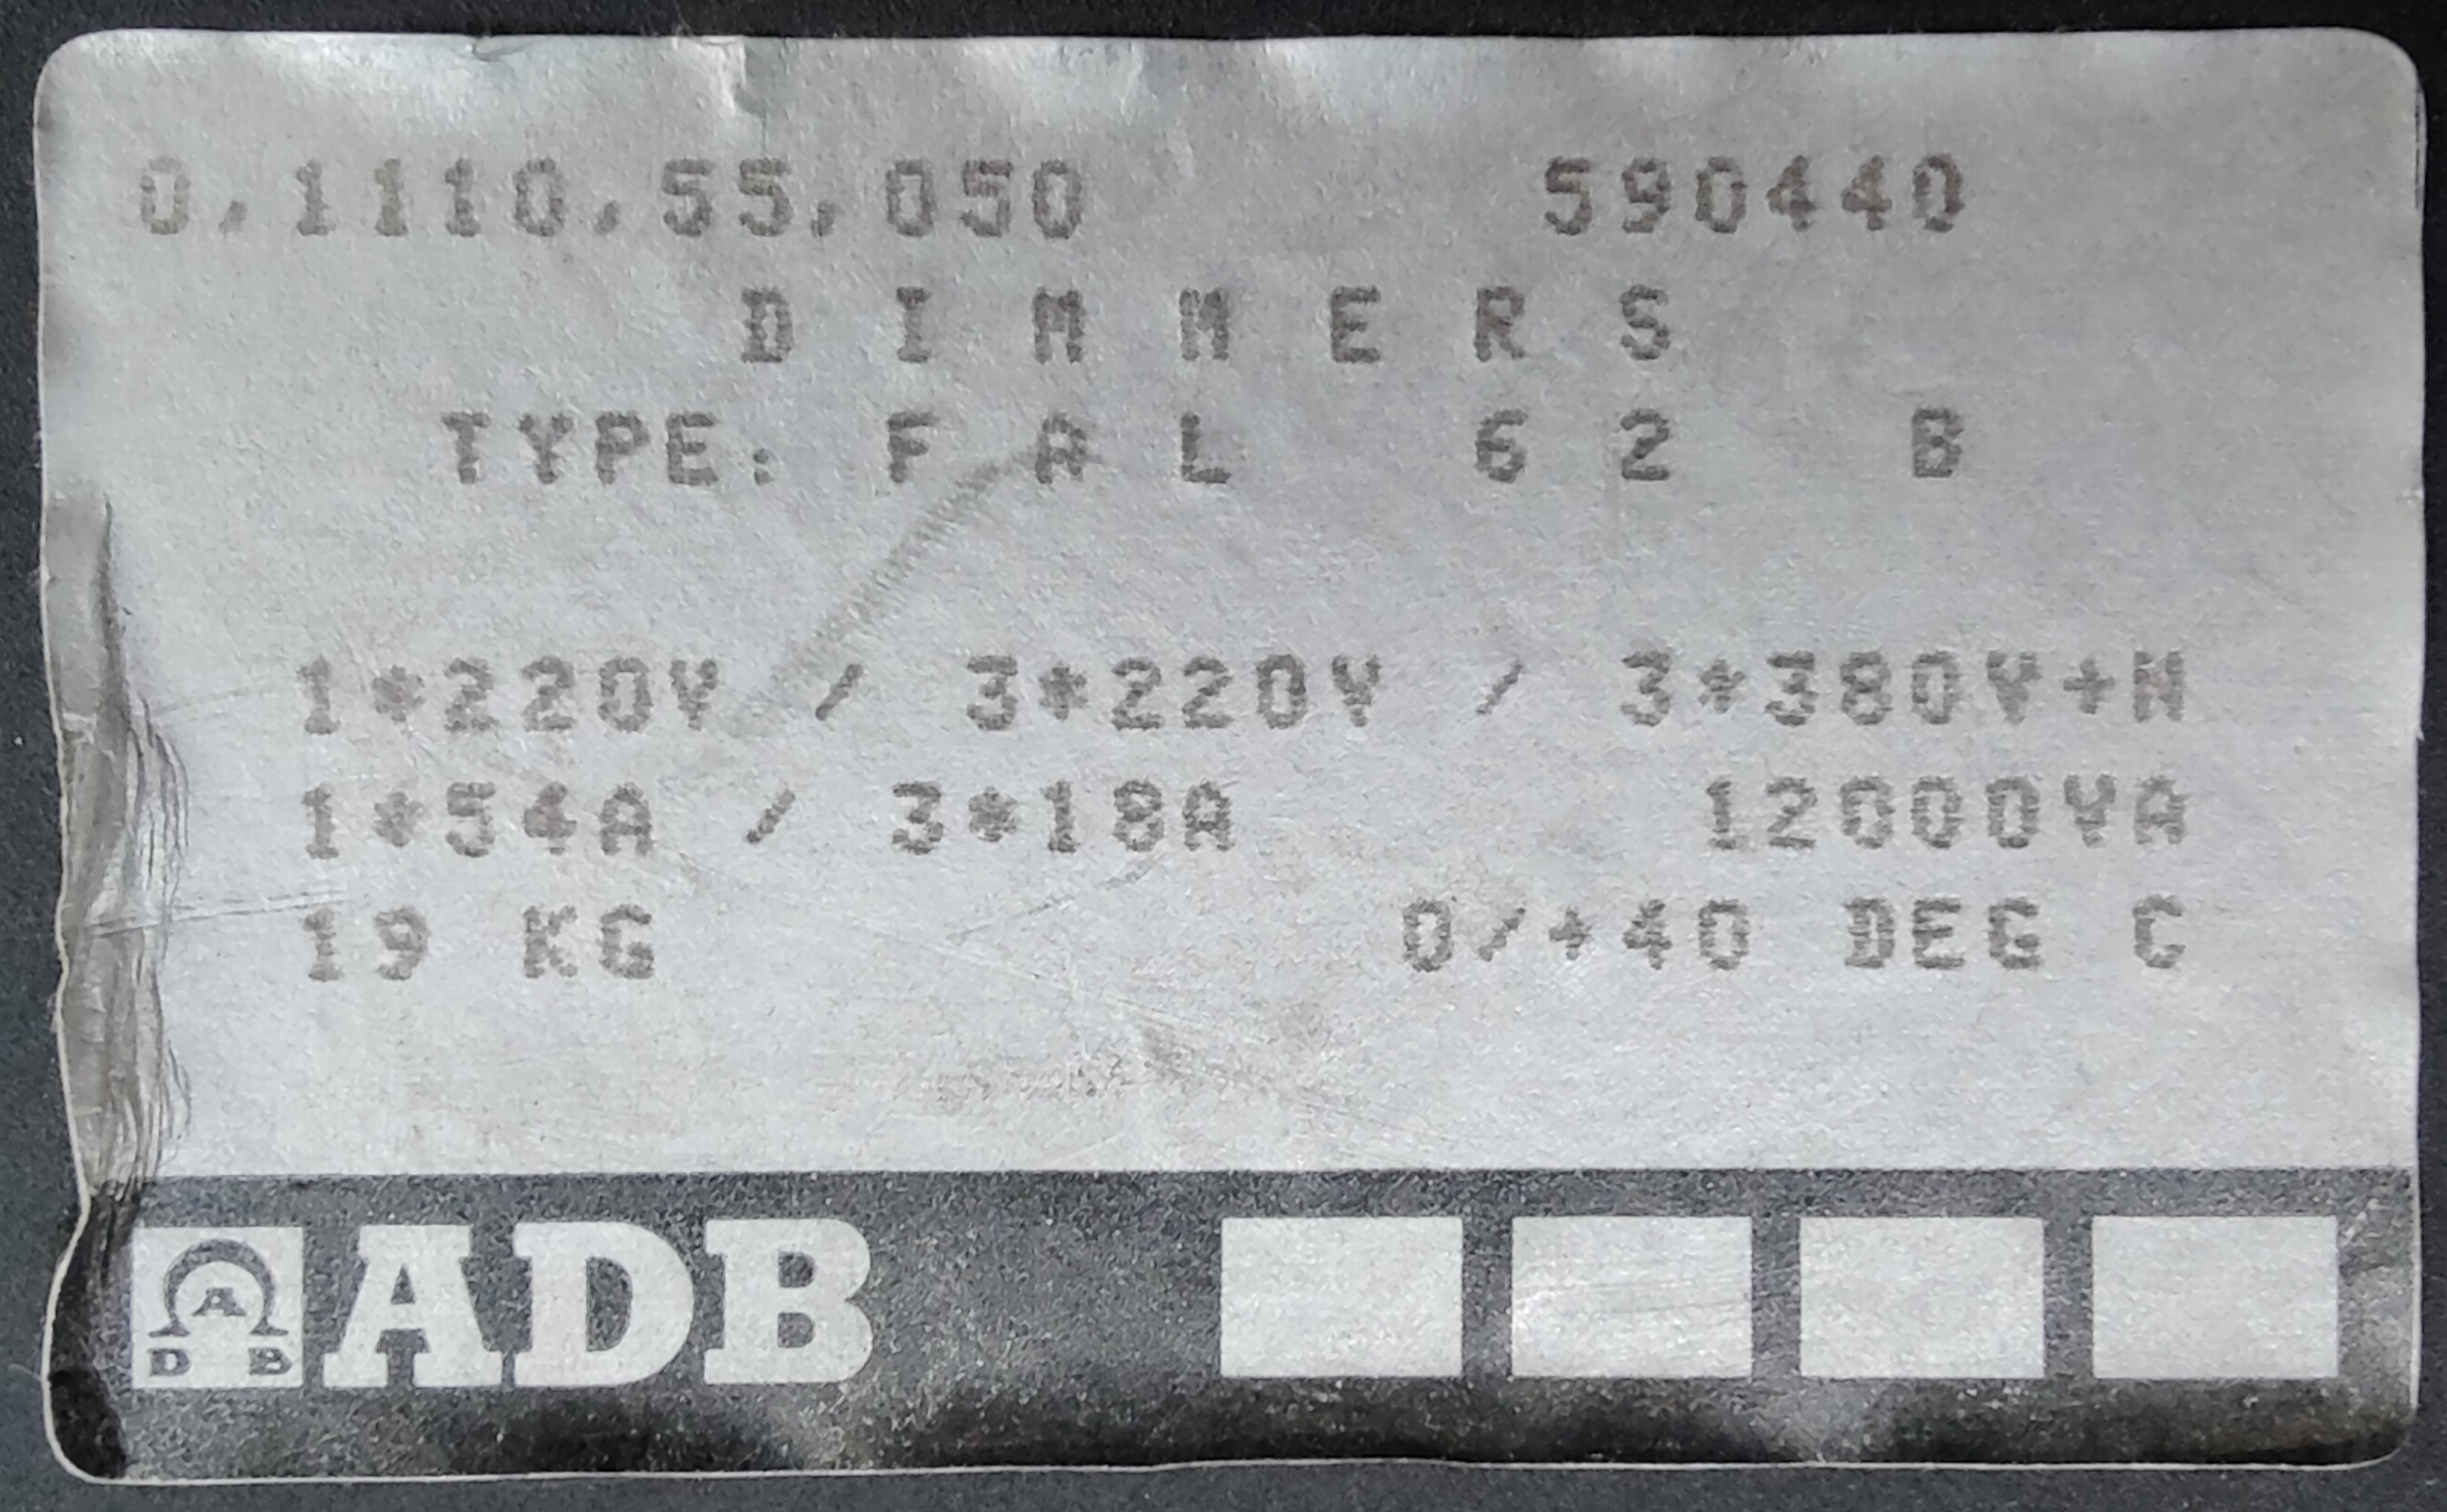 0,1110,55,050 590440
D I M M E R S
TYPE: F A L 6 2 B
1*220V / 3*220V / 3*380V+N
1*54A / 3*18A 12000VA
19 KG 0/+40 DEG C
A
D B
ADB